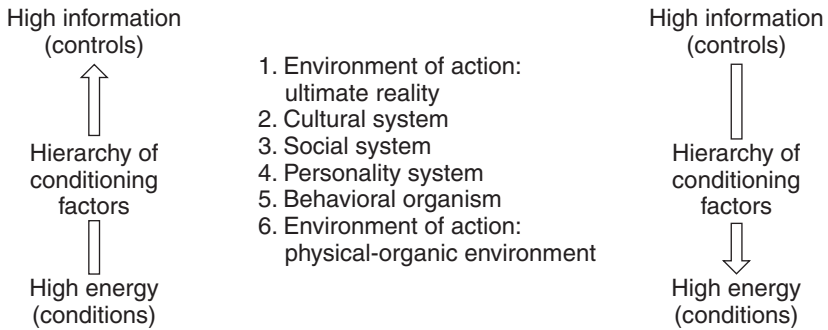 High information
(controls)
Hierarchy of
conditioning
factors
High energy
(conditions)
1. Environment of action:
ultimate reality
2. Cultural system
3. Social system
4. Personality system
5. Behavioral organism
6. Environment of action:
physical-organic environment
High information
(controls)
Hierarchy of
conditioning
factors
High energy
(conditions)